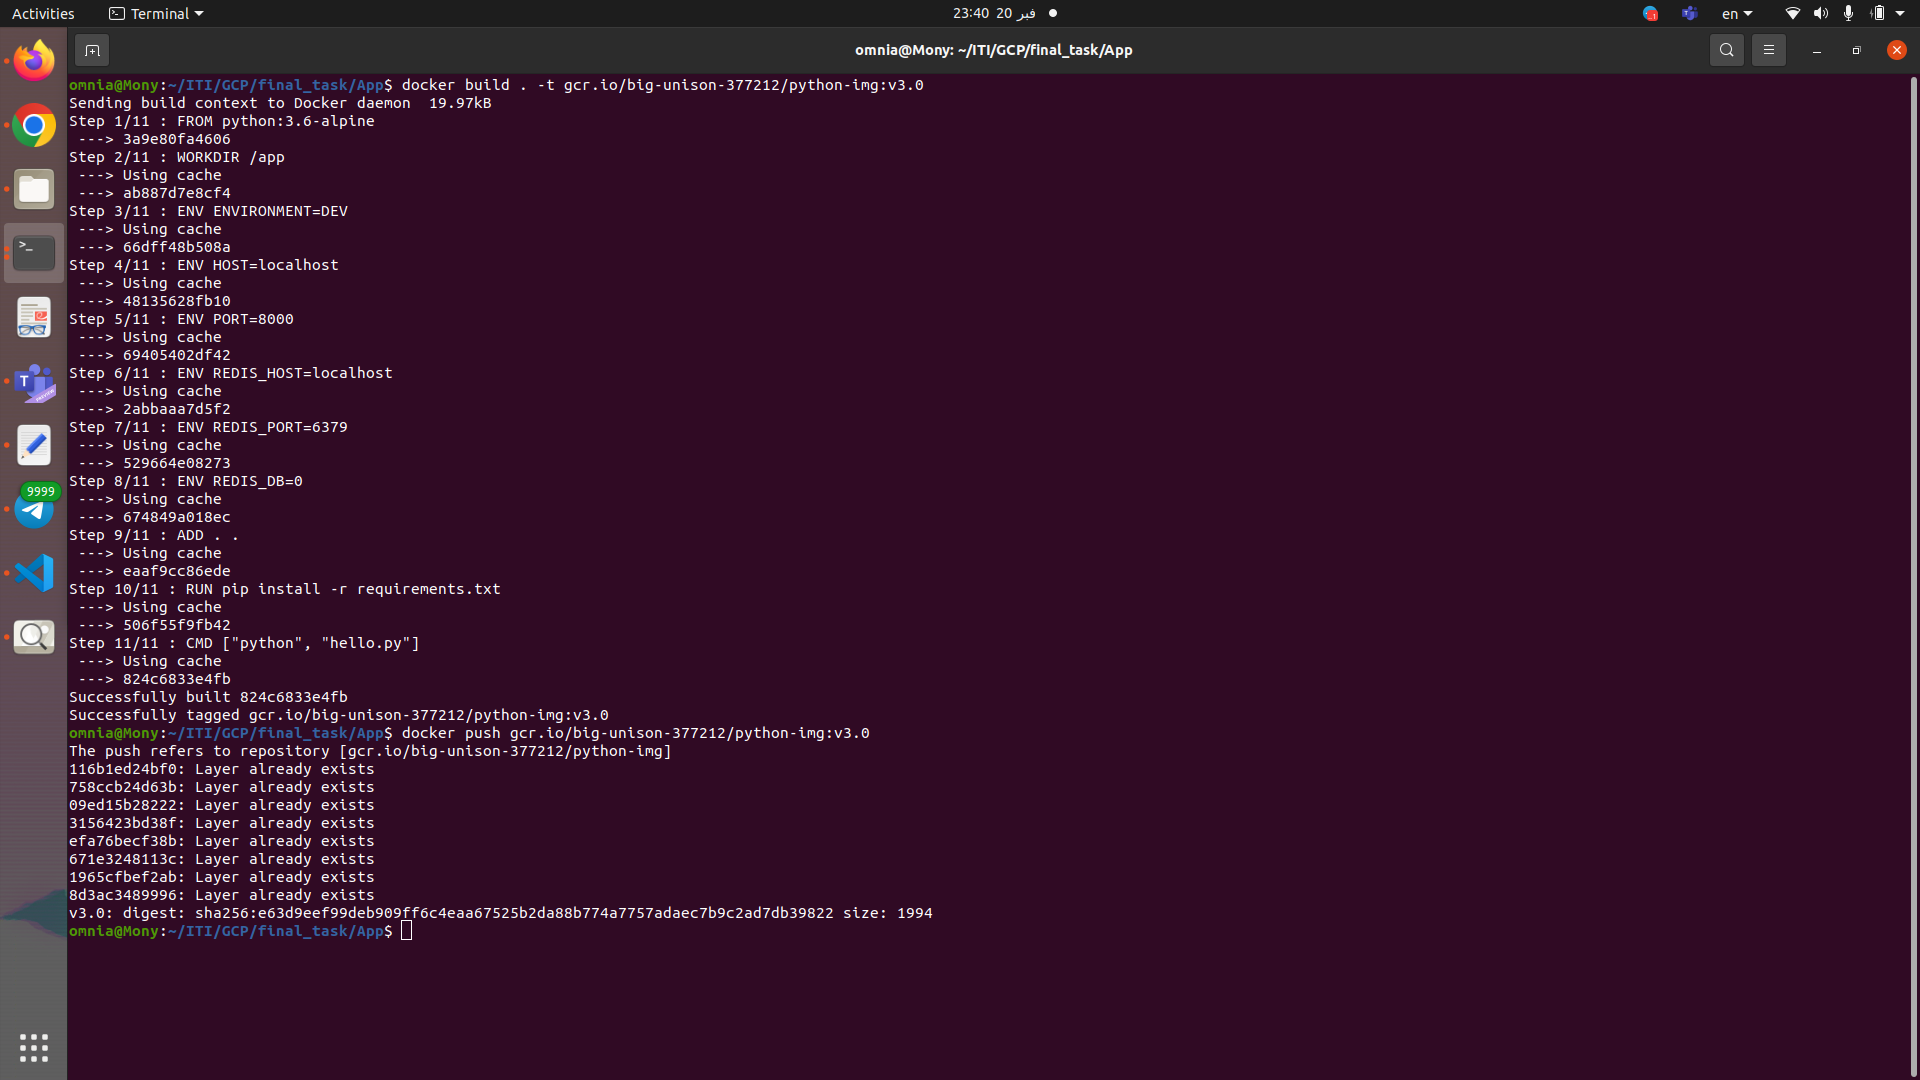 Activities Terminal 23:40 20 فبر en
omnia@Mony: ~/ITI/GCP/final_task/App
omnia@Mony:~/ITI/GCP/final_task/App$ docker build . -t gcr.io/big-unison-377212/python-img:v3.0
Sending build context to Docker daemon  19.97kB
Step 1/11 : FROM python:3.6-alpine
 ---> 3a9e80fa4606
Step 2/11 : WORKDIR /app
 ---> Using cache
 ---> ab887d7e8cf4
Step 3/11 : ENV ENVIRONMENT=DEV
 ---> Using cache
 ---> 66dff48b508a
Step 4/11 : ENV HOST=localhost
 ---> Using cache
 ---> 48135628fb10
Step 5/11 : ENV PORT=8000
 ---> Using cache
 ---> 69405402df42
Step 6/11 : ENV REDIS_HOST=localhost
 ---> Using cache
 ---> 2abbaaa7d5f2
Step 7/11 : ENV REDIS_PORT=6379
 ---> Using cache
 ---> 529664e08273
Step 8/11 : ENV REDIS_DB=0
 ---> Using cache
 ---> 674849a018ec
Step 9/11 : ADD . .
 ---> Using cache
 ---> eaaf9cc86ede
Step 10/11 : RUN pip install -r requirements.txt
 ---> Using cache
 ---> 506f55f9fb42
Step 11/11 : CMD ["python", "hello.py"]
 ---> Using cache
 ---> 824c6833e4fb
Successfully built 824c6833e4fb
Successfully tagged gcr.io/big-unison-377212/python-img:v3.0
omnia@Mony:~/ITI/GCP/final_task/App$ docker push gcr.io/big-unison-377212/python-img:v3.0
The push refers to repository [gcr.io/big-unison-377212/python-img]
116b1ed24bf0: Layer already exists
758ccb24d63b: Layer already exists
09ed15b28222: Layer already exists
3156423bd38f: Layer already exists
efa76becf38b: Layer already exists
671e3248113c: Layer already exists
1965cfbef2ab: Layer already exists
8d3ac3489996: Layer already exists
v3.0: digest: sha256:e63d9eef99deb909ff6c4eaa67525b2da88b774a7757adaec7b9c2ad7db39822 size: 1994
omnia@Mony:~/ITI/GCP/final_task/App$
9999